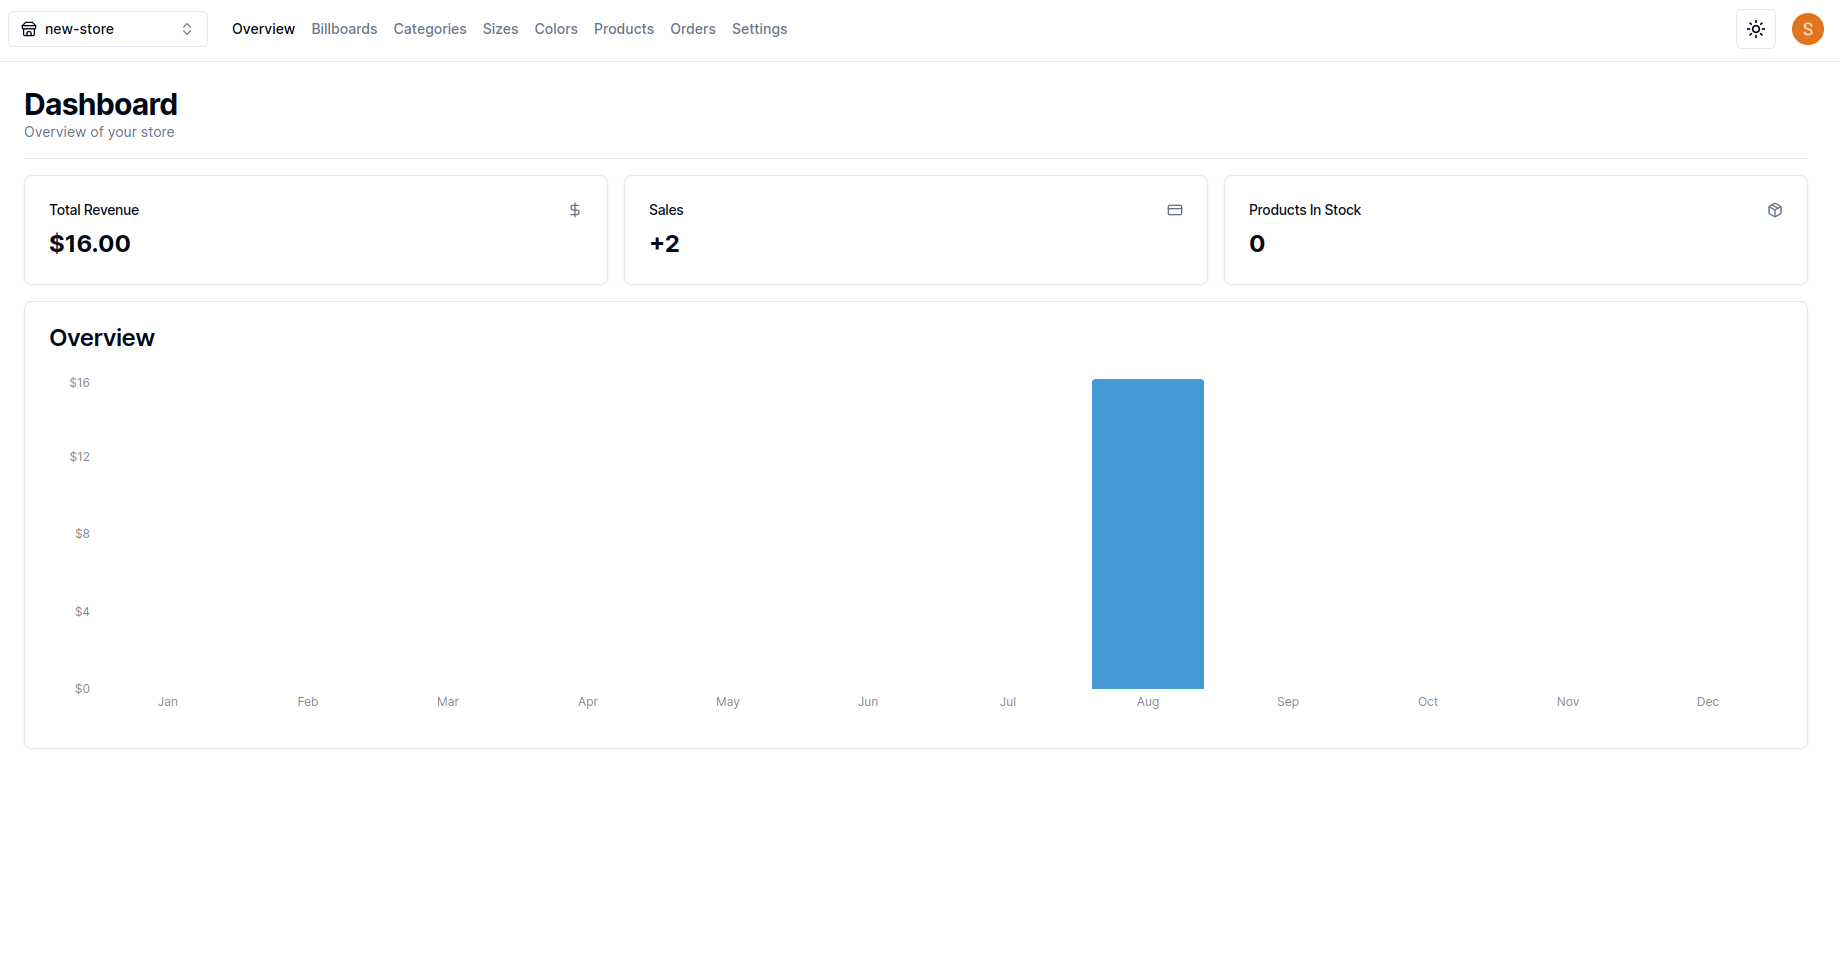 new-store Overview Billboards Categories Sizes Colors Products Orders Settings S
Dashboard
Overview of your store
Total Revenue
$16.00
Sales
+2
Products In Stock
0
Overview
$16
$12
$8
$4
$0
Jan Feb Mar Apr May Jun Jul Aug Sep Oct Nov Dec